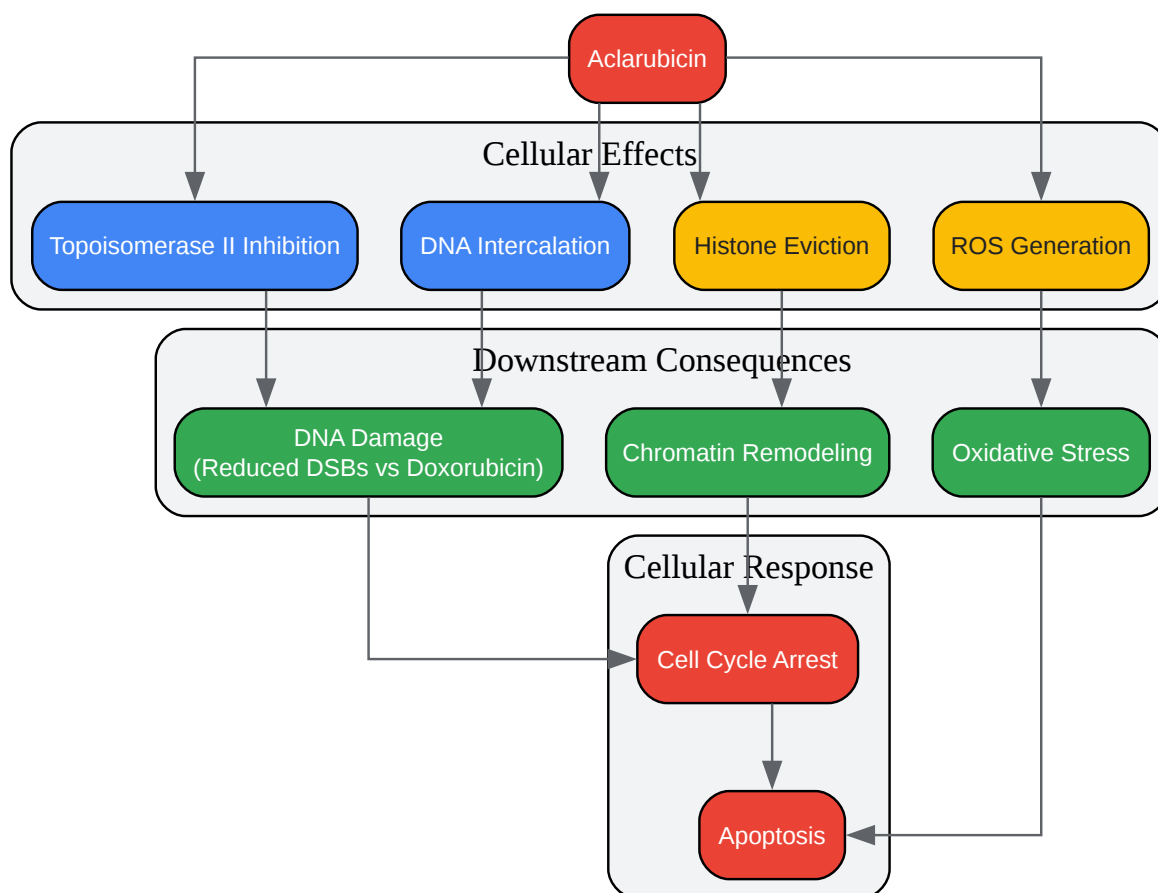 Aclarubicin
Cellular Effects
Topoisomerase II Inhibition
DNA Intercalation
Histone Eviction
ROS Generation
Downstream Consequences
DNA Damage
(Reduced DSBs vs Doxorubicin)
Chromatin Remodeling
Oxidative Stress
Cellular Response
Cell Cycle Arrest
Apoptosis